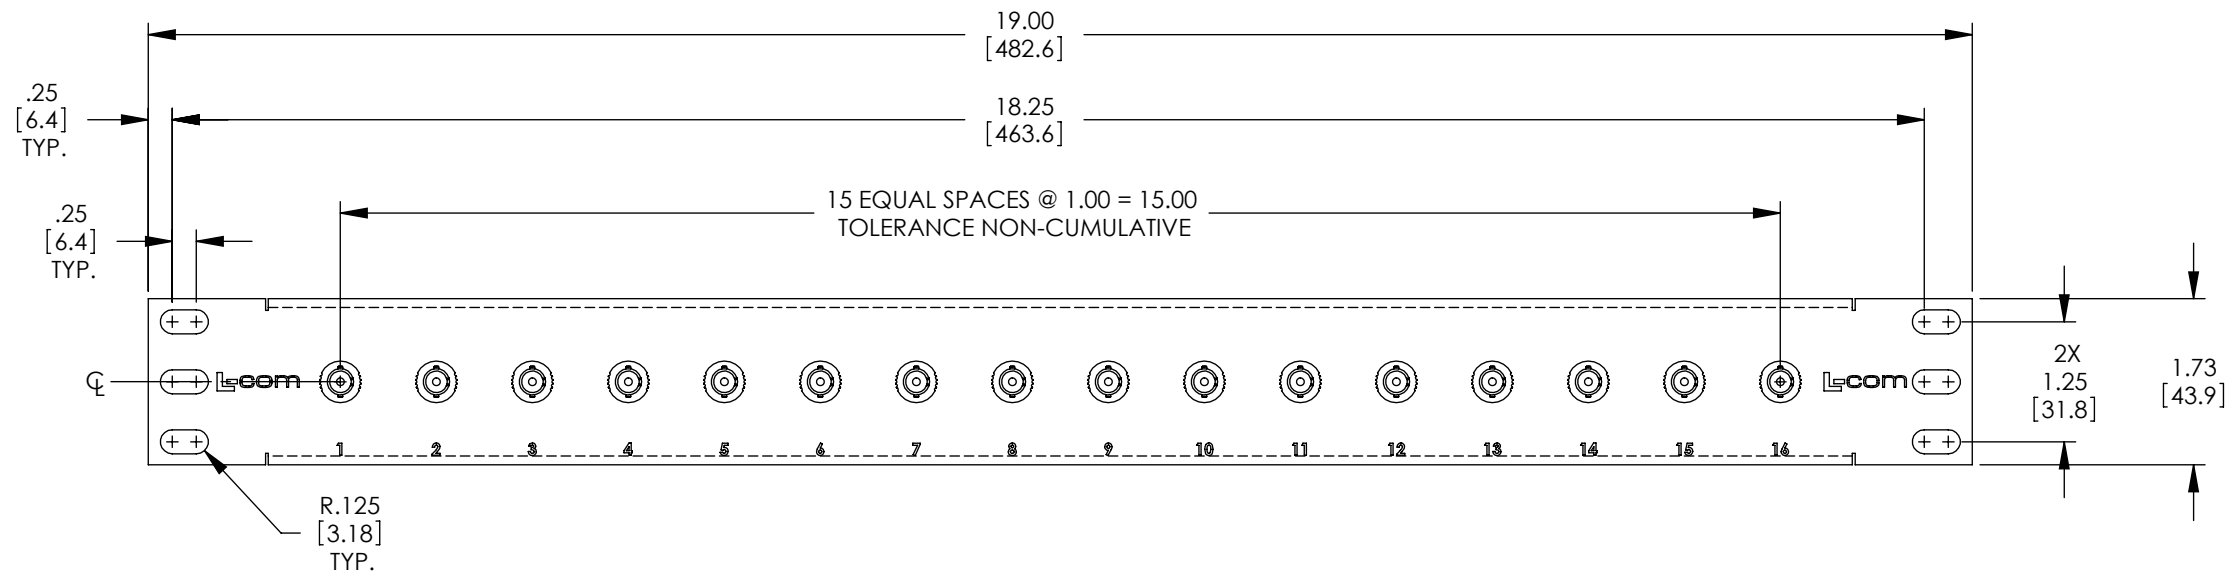 19.00
[482.6]
.25
[6.4]
TYP.
18.25
[463.6]
15 EQUAL SPACES @ 1.00 = 15.00
TOLERANCE NON-CUMULATIVE
.25
[6.4]
TYP.
℄
L-com
L-com
2X
1.25
[31.8]
1.73
[43.9]
1 2 3 4 5 6 7 8 9 10 11 12 13 14 15 16
R.125
[3.18]
TYP.